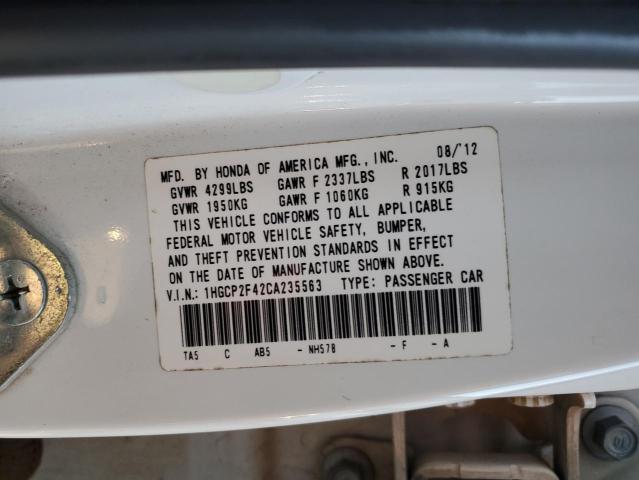 MFD. BY HONDA OF AMERICA MFG., INC. 08/'12
GVWR 4299LBS GAWR F 2337LBS R 2017LBS
GVWR 1950KG GAWR F 1060KG R 915KG
THIS VEHICLE CONFORMS TO ALL APPLICABLE
FEDERAL MOTOR VEHICLE SAFETY, BUMPER,
AND THEFT PREVENTION STANDARDS IN EFFECT
ON THE DATE OF MANUFACTURE SHOWN ABOVE.
V.I.N.: 1HGCP2F42CA235563 TYPE: PASSENGER CAR
TA5 C AB5 - NH578 - F - A